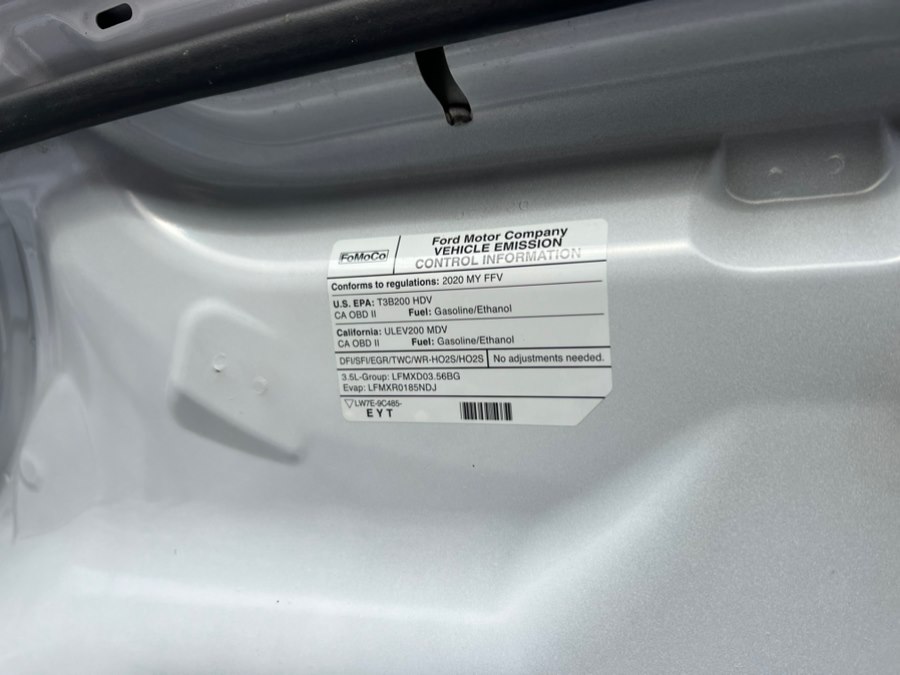 FoMoCo
Ford Motor Company
VEHICLE EMISSION
CONTROL INFORMATION
Conforms to regulations: 2020 MY FFV
U.S. EPA: T3B200 HDV
CA OBD II Fuel: Gasoline/Ethanol
California: ULEV200 MDV
CA OBD II Fuel: Gasoline/Ethanol
DFI/SFI/EGR/TWC/WR-HO2S/HO2S No adjustments needed.
3.5L-Group: LFMXD03.56BG
Evap: LFMXR0185NDJ
LW7E-9C485-
EYT